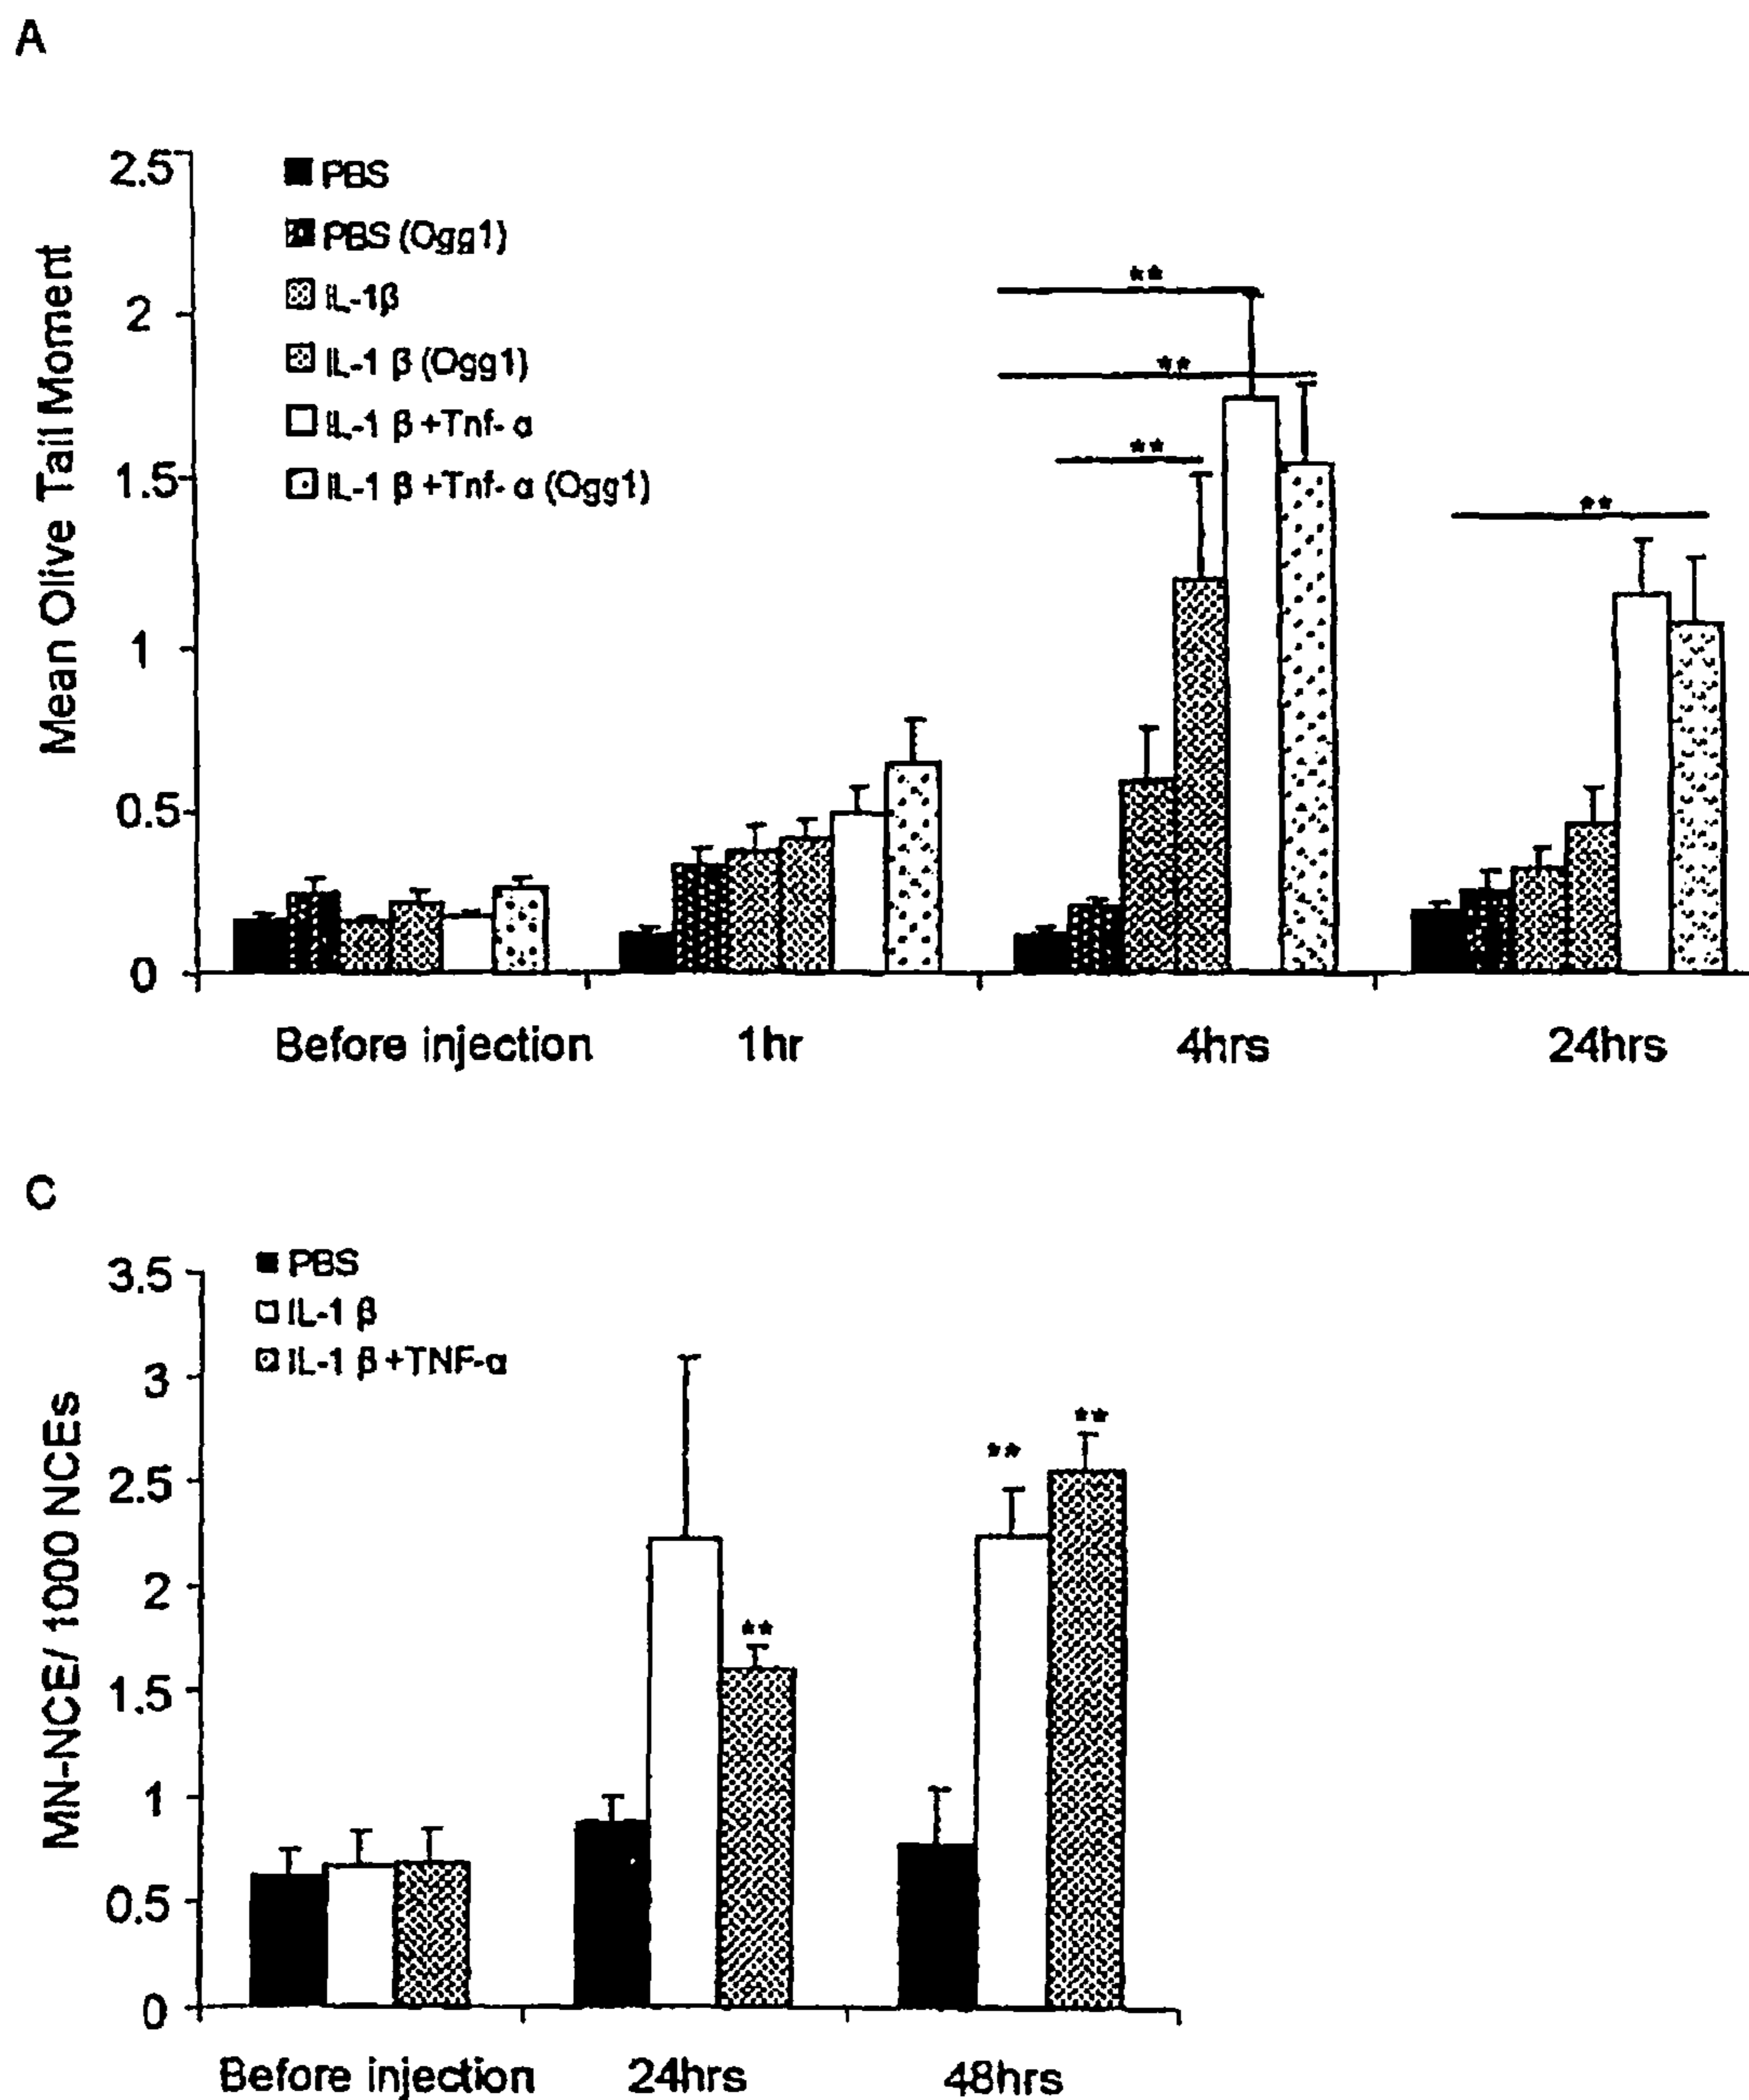 A
Mean Olive Tail Moment
2.5
2
1.5
1
0.5
0
PBS
PBS (Ogg1)
IL-1β
IL-1 β (Ogg1)
IL-1 β +Tnf- α
IL-1 β +Tnf- α (Ogg1)
**
**
**
**
Before injection 1hr 4hrs 24hrs
C
MN-NCE/ 1000 NCEs
3.5
3
2.5
2
1.5
1
0.5
0
PBS
IL-1 β
IL-1 β +TNF-α
**
**
**
Before injection 24hrs 48hrs